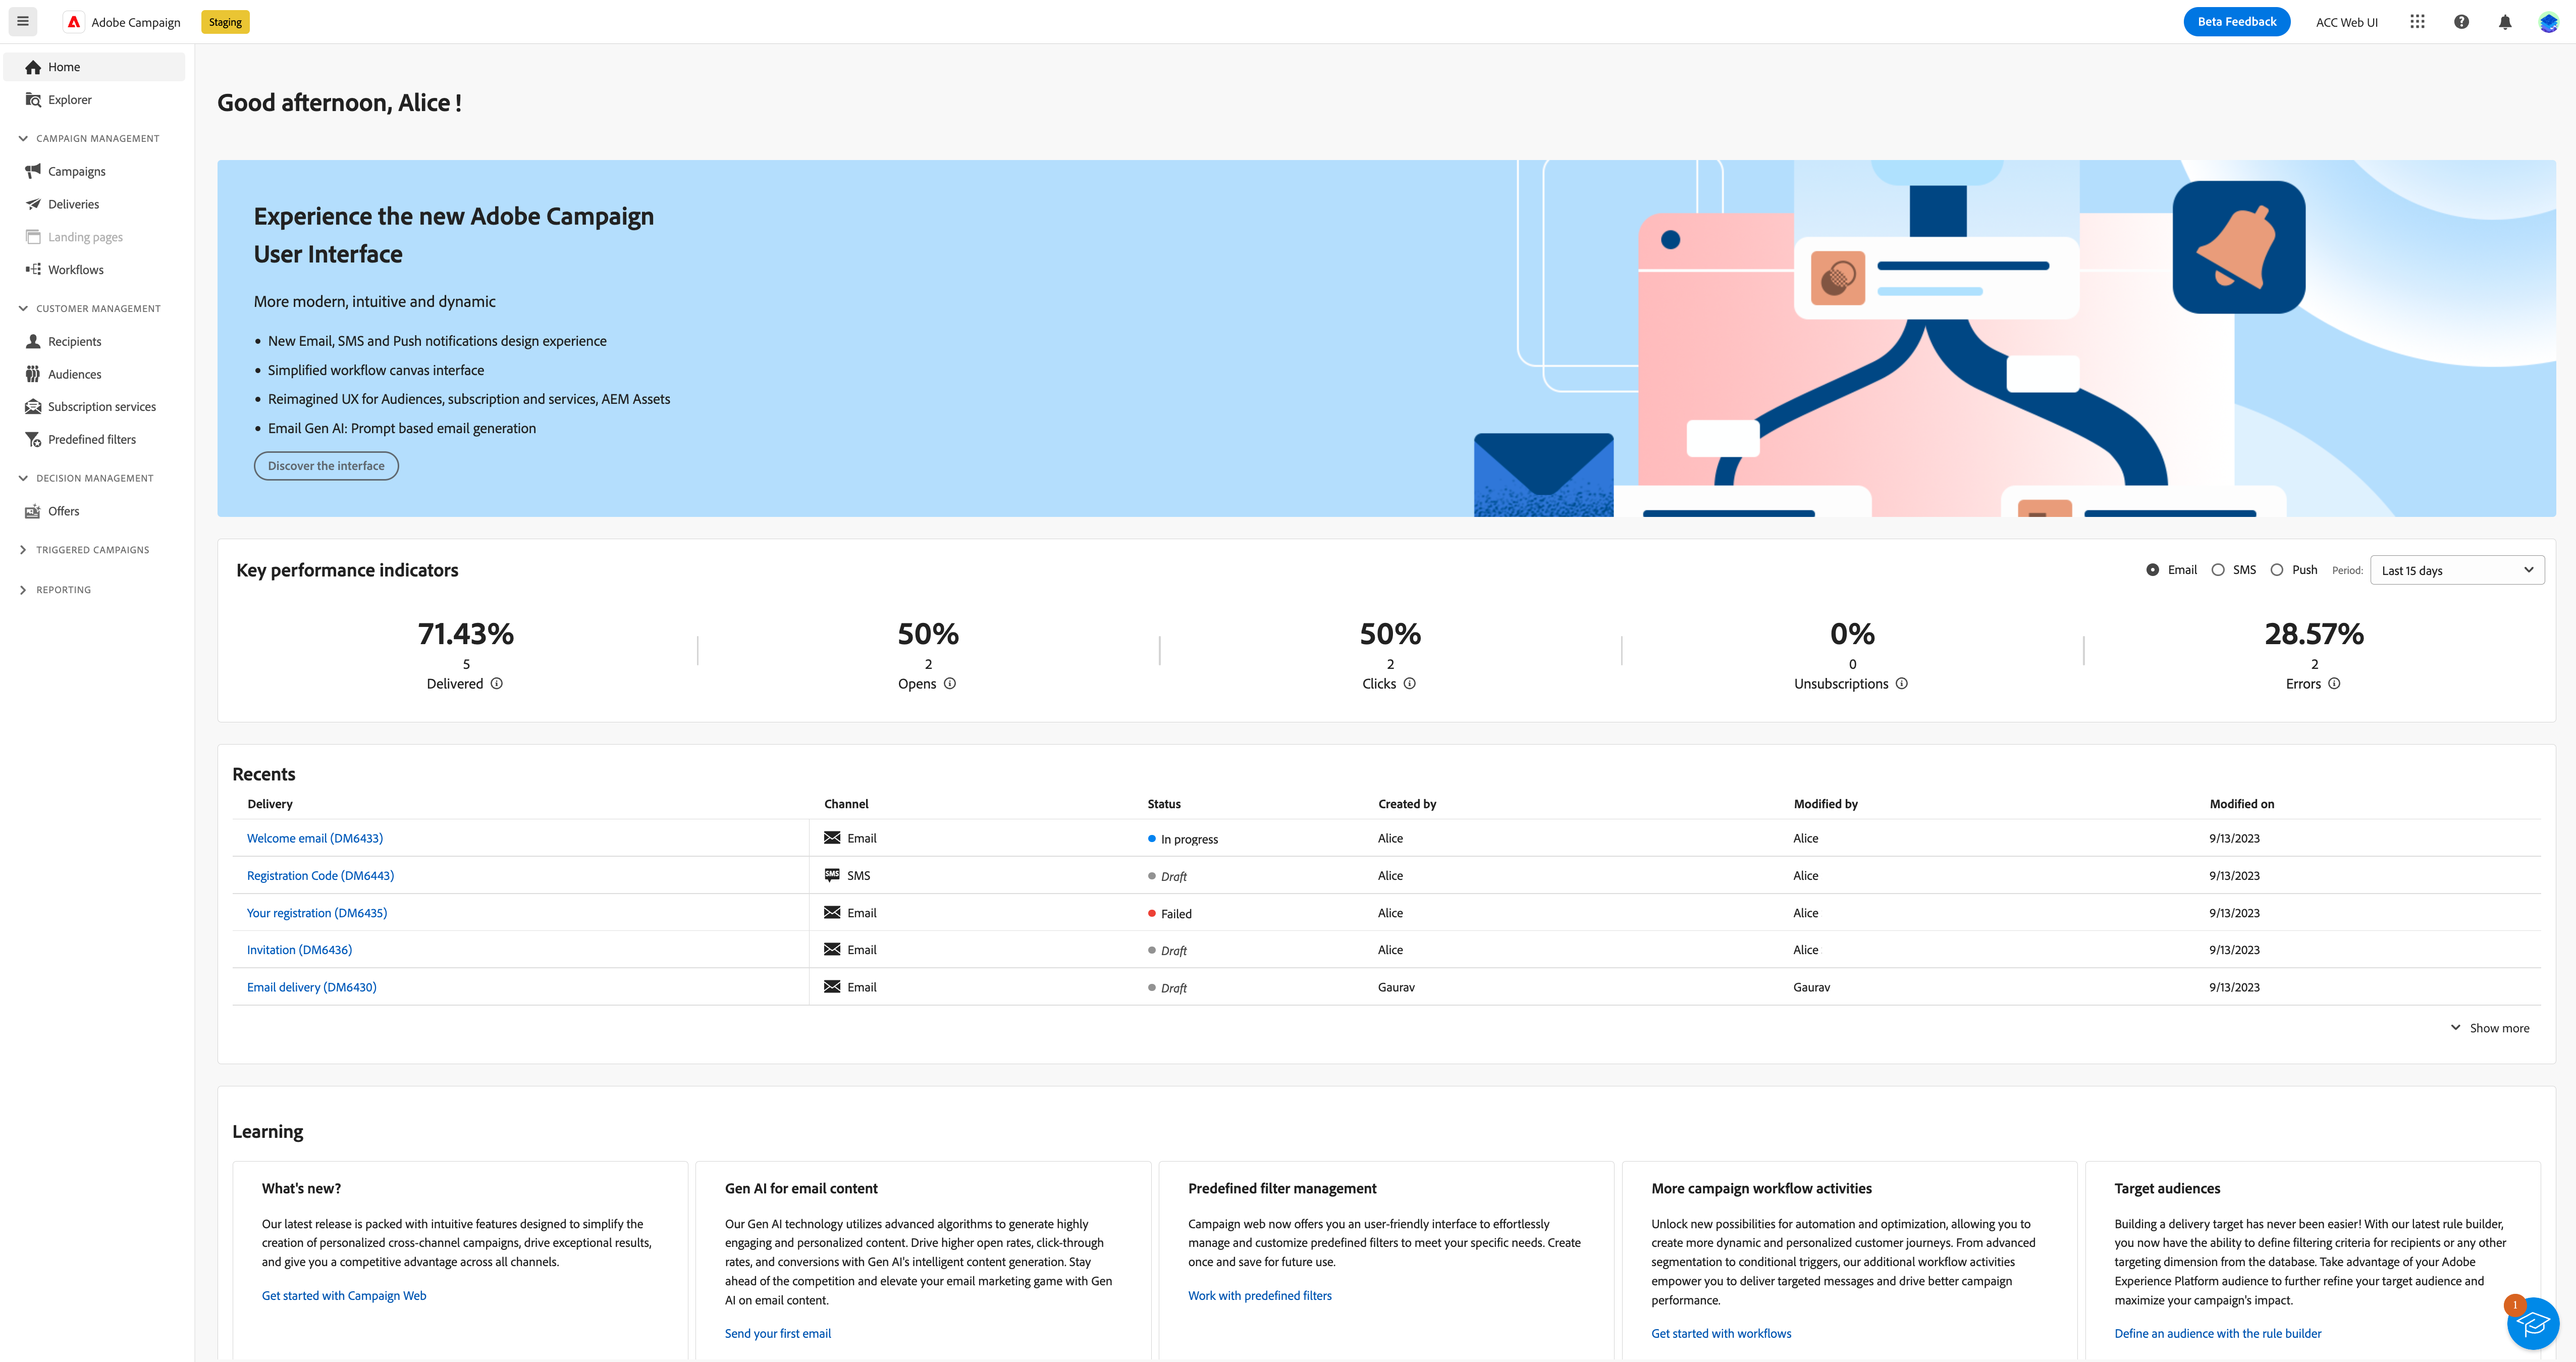 Adobe Campaign
Staging
Beta Feedback
ACC Web UI
Home
Explorer
CAMPAIGN MANAGEMENT
Campaigns
Deliveries
Landing pages
Workflows
CUSTOMER MANAGEMENT
Recipients
Audiences
Subscription services
Predefined filters
DECISION MANAGEMENT
Offers
TRIGGERED CAMPAIGNS
REPORTING
Good afternoon, Alice !
Experience the new Adobe Campaign
User Interface
More modern, intuitive and dynamic
• New Email, SMS and Push notifications design experience
• Simplified workflow canvas interface
• Reimagined UX for Audiences, subscription and services, AEM Assets
• Email Gen AI: Prompt based email generation
Discover the interface
Key performance indicators
Email SMS Push Period: Last 15 days
71.43% 50% 50% 0% 28.57%
5 2 2 0 2
Delivered Opens Clicks Unsubscriptions Errors
Recents
Delivery Channel Status Created by Modified by Modified on
Welcome email (DM6433) Email In progress Alice Alice 9/13/2023
Registration Code (DM6443) SMS SMS Draft Alice Alice 9/13/2023
Your registration (DM6435) Email Failed Alice Alice 9/13/2023
Invitation (DM6436) Email Draft Alice Alice 9/13/2023
Email delivery (DM6430) Email Draft Gaurav Gaurav 9/13/2023
Show more
Learning
What's new?
Our latest release is packed with intuitive features designed to simplify the
creation of personalized cross-channel campaigns, drive exceptional results,
and give you a competitive advantage across all channels.
Get started with Campaign Web
Gen AI for email content
Our Gen AI technology utilizes advanced algorithms to generate highly
engaging and personalized content. Drive higher open rates, click-through
rates, and conversions with Gen AI's intelligent content generation. Stay
ahead of the competition and elevate your email marketing game with Gen
AI on email content.
Send your first email
Predefined filter management
Campaign web now offers you an user-friendly interface to effortlessly
manage and customize predefined filters to meet your specific needs. Create
once and save for future use.
Work with predefined filters
More campaign workflow activities
Unlock new possibilities for automation and optimization, allowing you to
create more dynamic and personalized customer journeys. From advanced
segmentation to conditional triggers, our additional workflow activities
empower you to deliver targeted messages and drive better campaign
performance.
Get started with workflows
Target audiences
Building a delivery target has never been easier! With our latest rule builder,
you now have the ability to define filtering criteria for recipients or any other
targeting dimension from the database. Take advantage of your Adobe
Experience Platform audience to further refine your target audience and
maximize your campaign's impact.
Define an audience with the rule builder
1